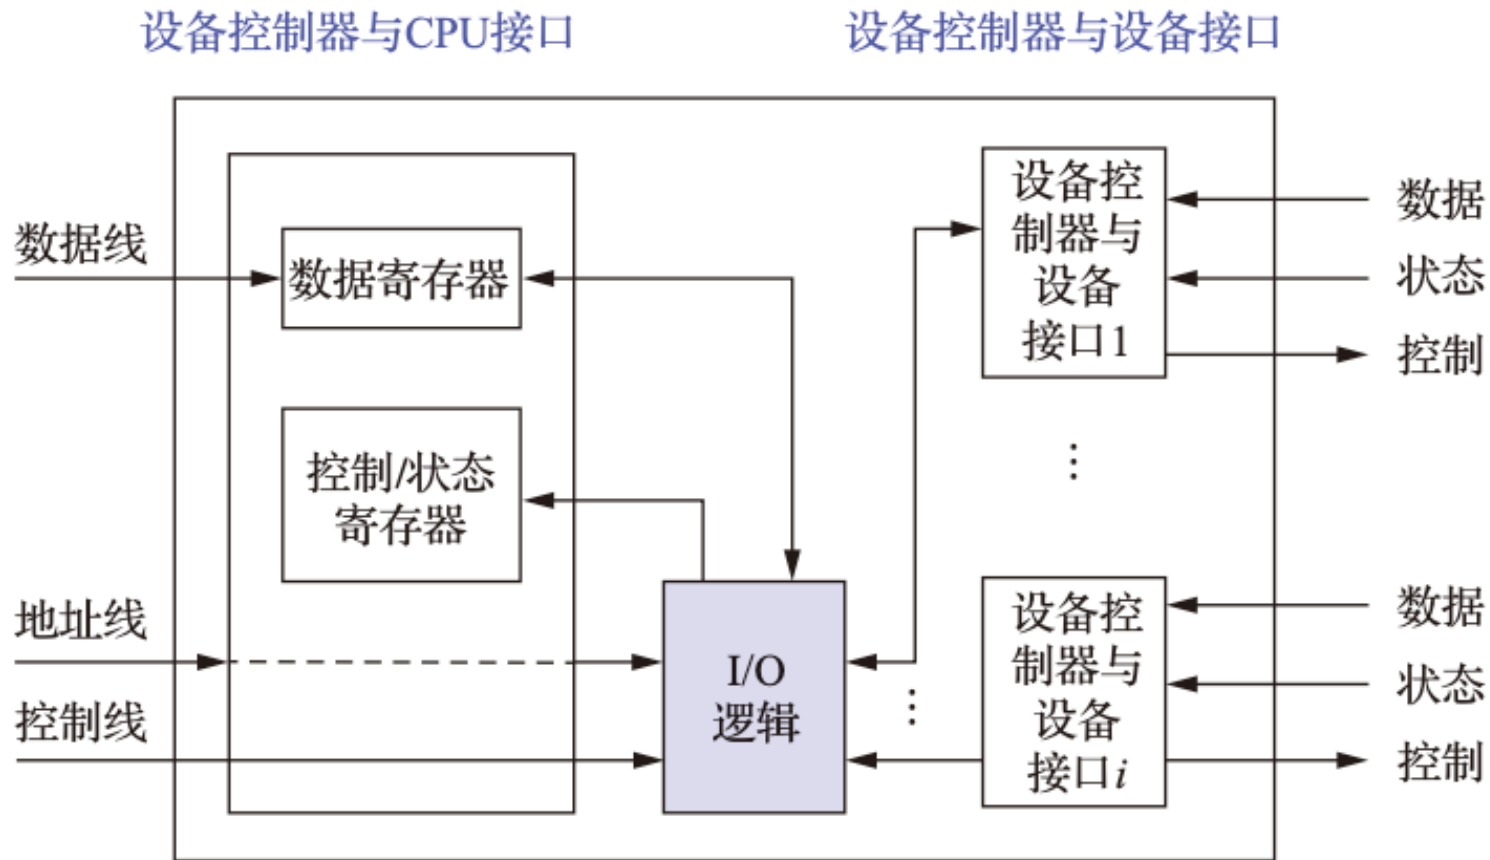 设备控制器与CPU接口
设备控制器与设备接口
数据线
数据寄存器
控制/状态
寄存器
地址线
控制线
I/O
逻辑
设备控
制器与
设备
接口1
数据
状态
控制
⋮
⋮
设备控
制器与
设备
接口i
数据
状态
控制